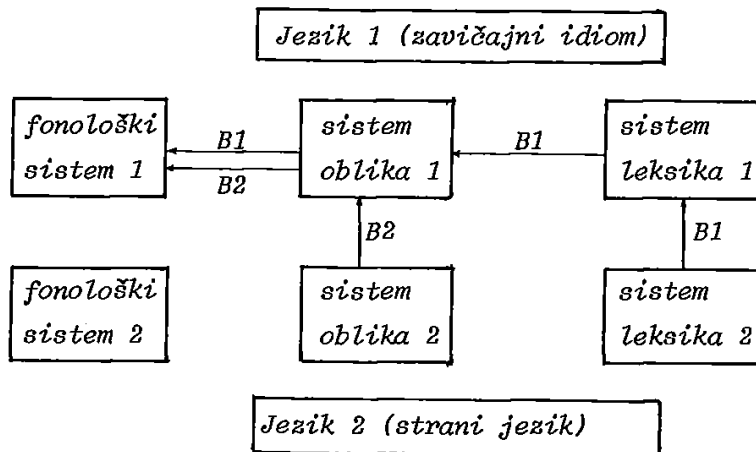 Jezik 1 (zavičajni idiom)
fonološki
sistem 1
B1
B2
sistem
oblika 1
B1
sistem
leksika 1
B2
B1
fonološki
sistem 2
sistem
oblika 2
sistem
leksika 2
Jezik 2 (strani jezik)